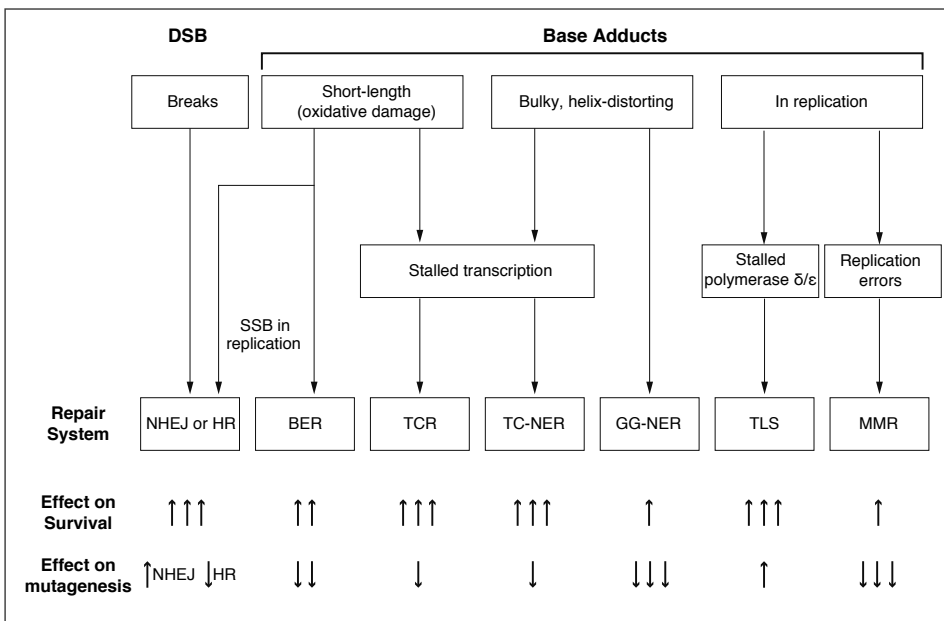 DSB
Base Adducts
Breaks
Short-length
(oxidative damage)
Bulky, helix-distorting
In replication
Stalled transcription
Stalled
polymerase δ/ε
Replication
errors
SSB in
replication
Repair
System
NHEJ or HR
BER
TCR
TC-NER
GG-NER
TLS
MMR
Effect on
Survival
↑↑↑ ↑↑ ↑↑↑ ↑↑↑ ↑ ↑↑↑ ↑
Effect on
mutagenesis
↑NHEJ ↓HR ↓↓ ↓ ↓ ↓↓↓ ↑ ↓↓↓